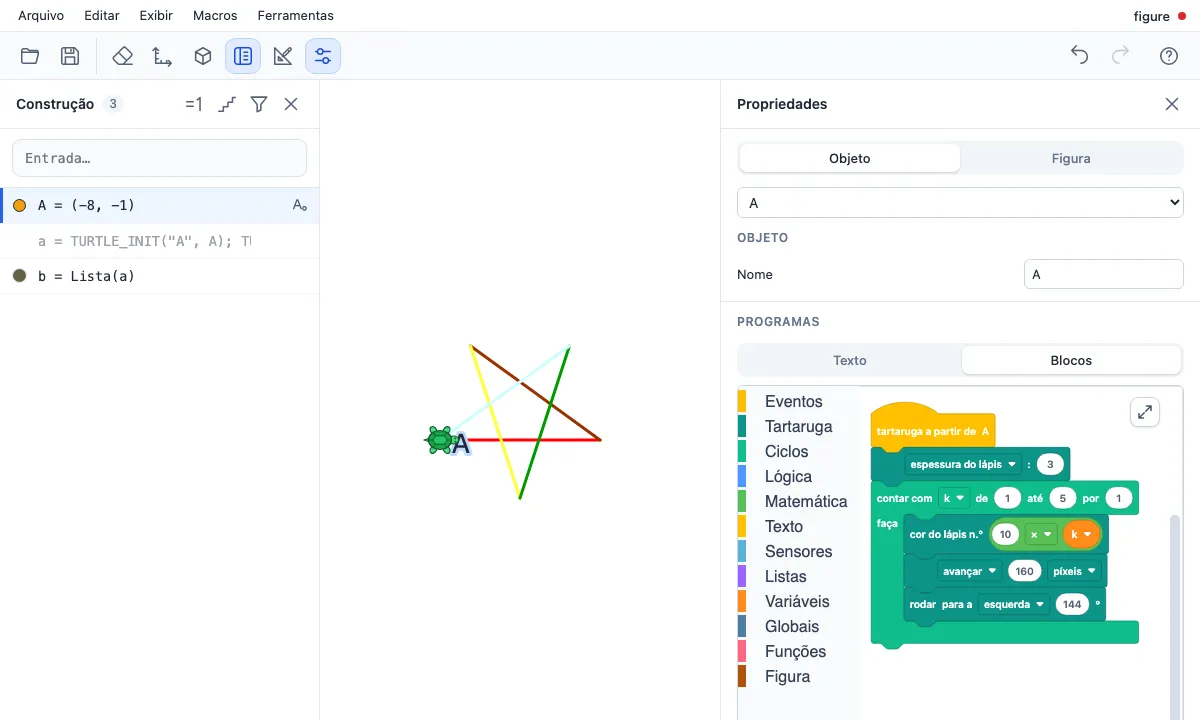 Arquivo Editar Exibir Macros Ferramentas figure
Construção 3 =1
Entrada…
A = (−8, −1)
a = TURTLE_INIT("A", A);
b = Lista(a)
A
Propriedades
Objeto Figura
A
OBJETO
Nome A
PROGRAMAS
Texto Blocos
Eventos
Tartaruga
Ciclos
Lógica
Matemática
Texto
Sensores
Listas
Variáveis
Globais
Funções
Figura
tartaruga a partir de A
espessura do lápis : 3
contar com k de 1 até 5 por 1
faça
cor do lápis n.º 10 × k
avançar 160 píxeis
rodar para a esquerda 144 °